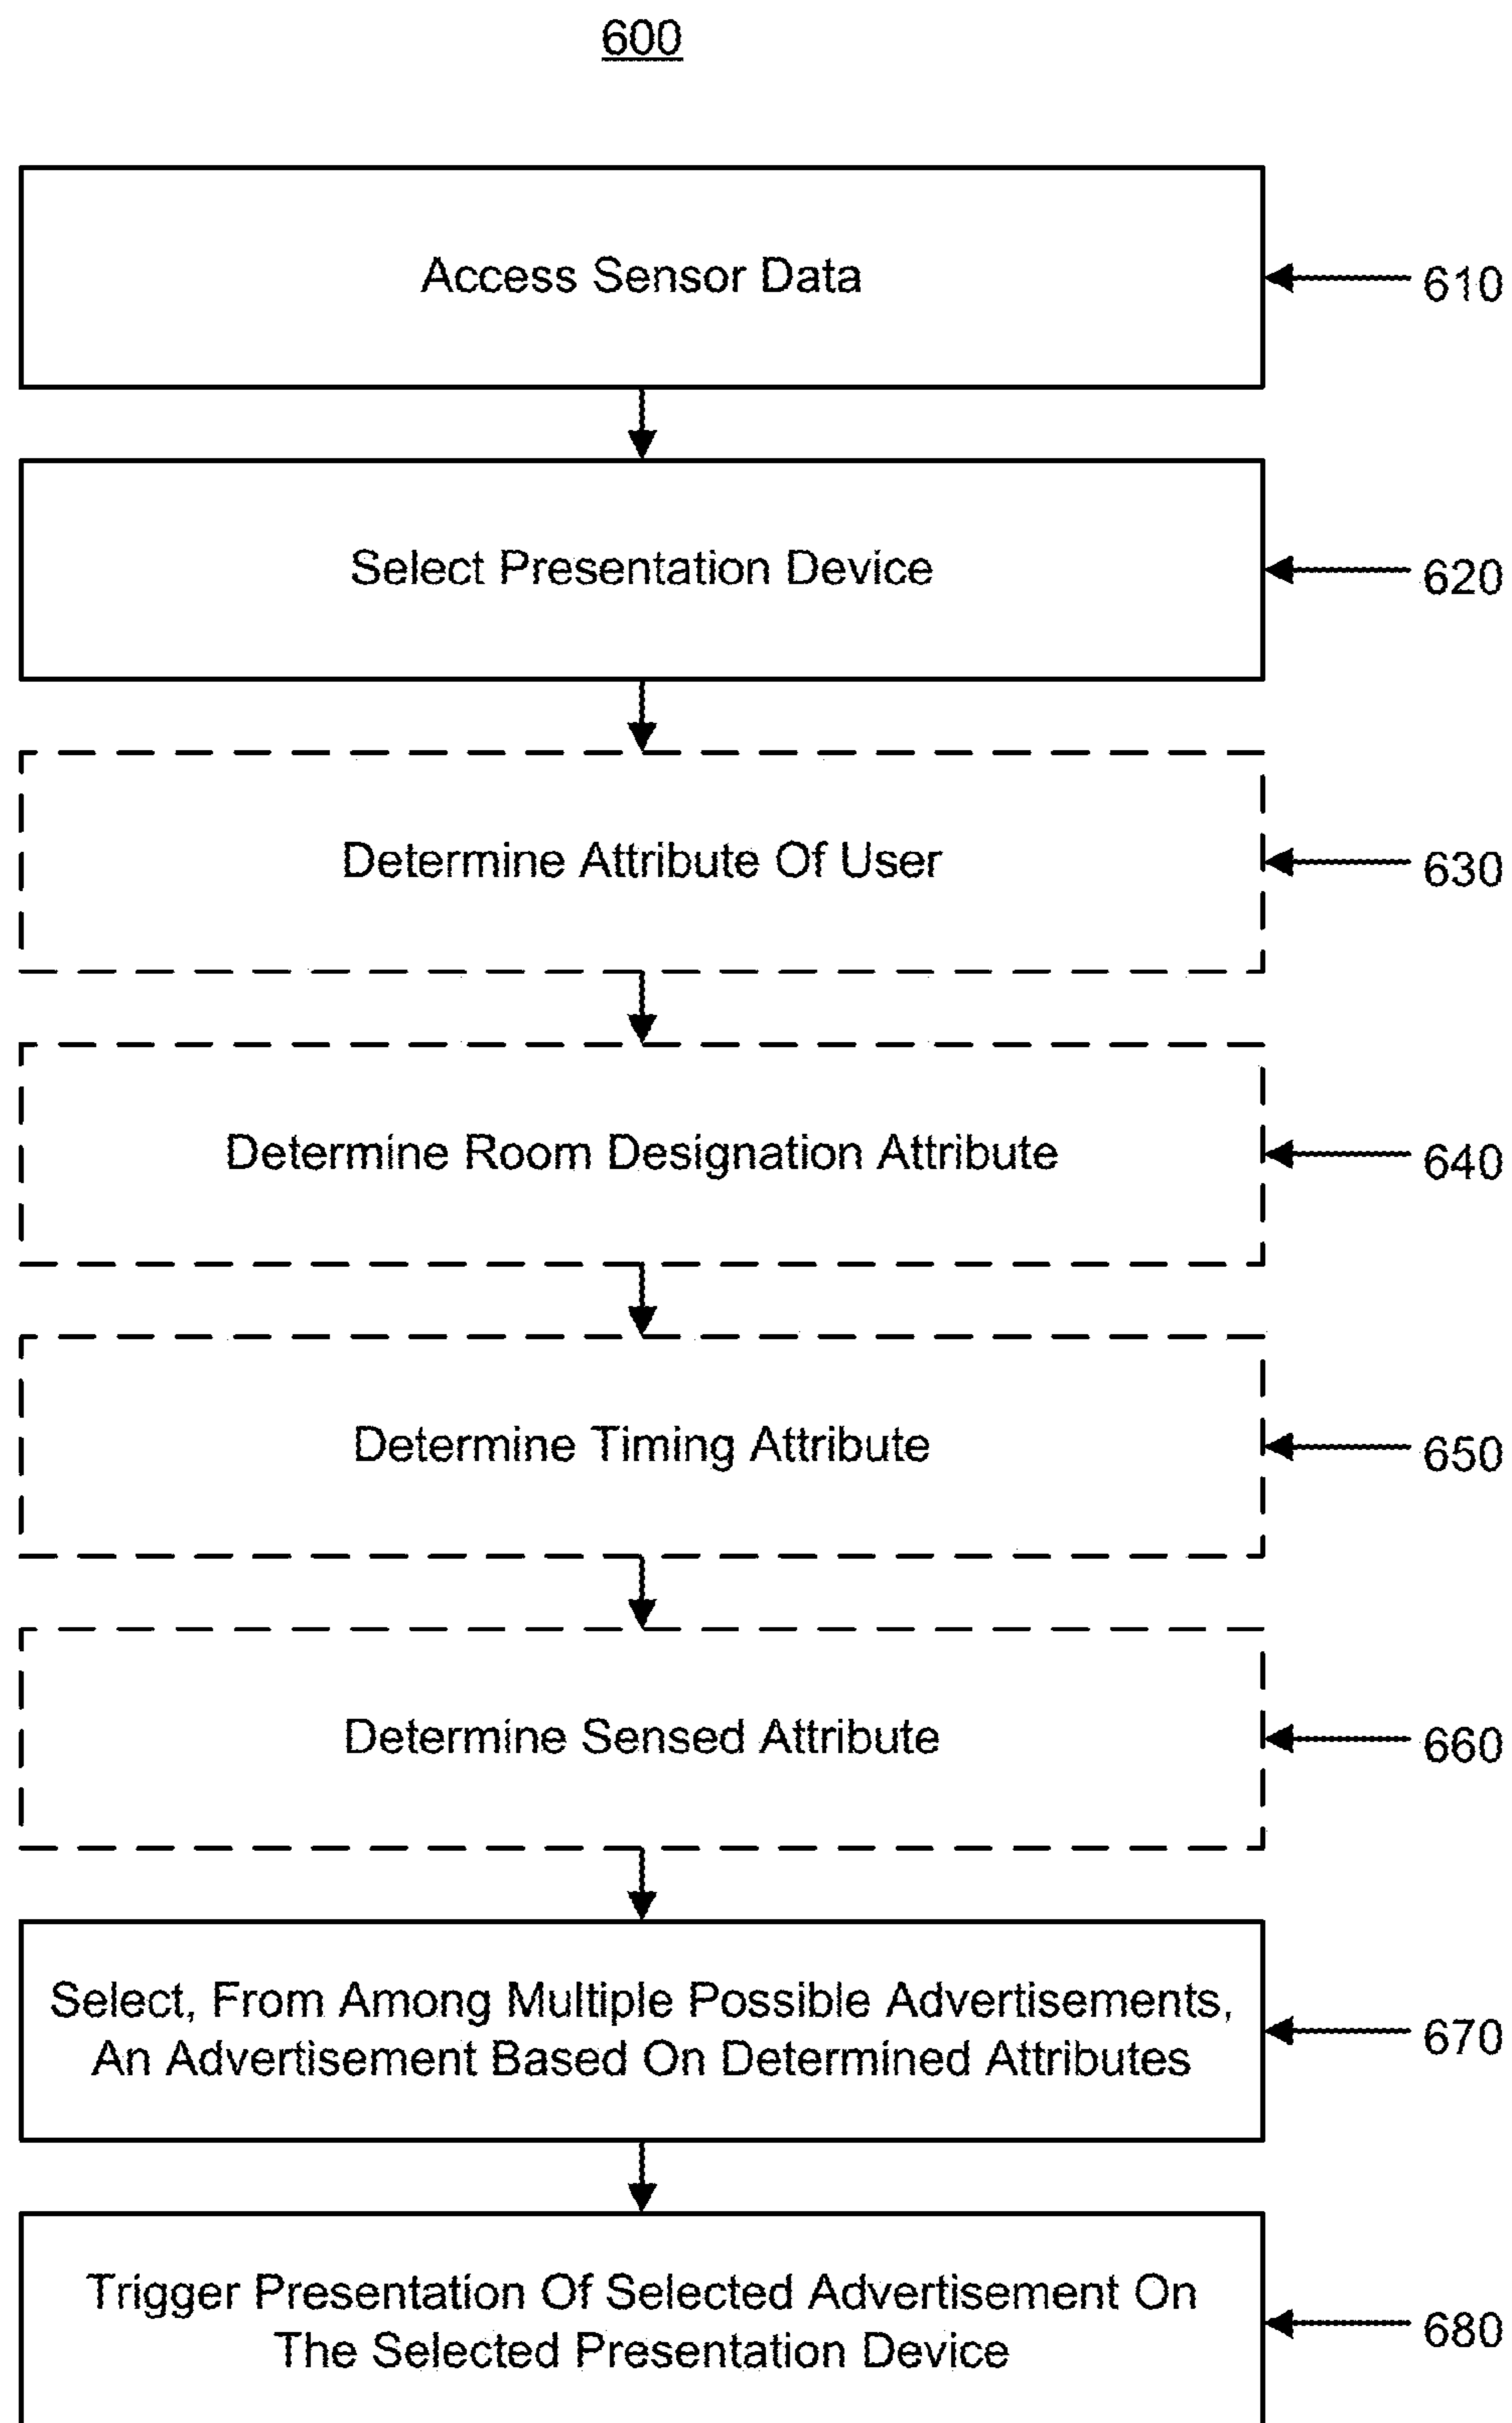 600
Access Sensor Data
610
Select Presentation Device
620
Determine Attribute Of User
630
Determine Room Designation Attribute
640
Determine Timing Attribute
650
Determine Sensed Attribute
660
Select, From Among Multiple Possible Advertisements,
An Advertisement Based On Determined Attributes
670
Trigger Presentation Of Selected Advertisement On
The Selected Presentation Device
680